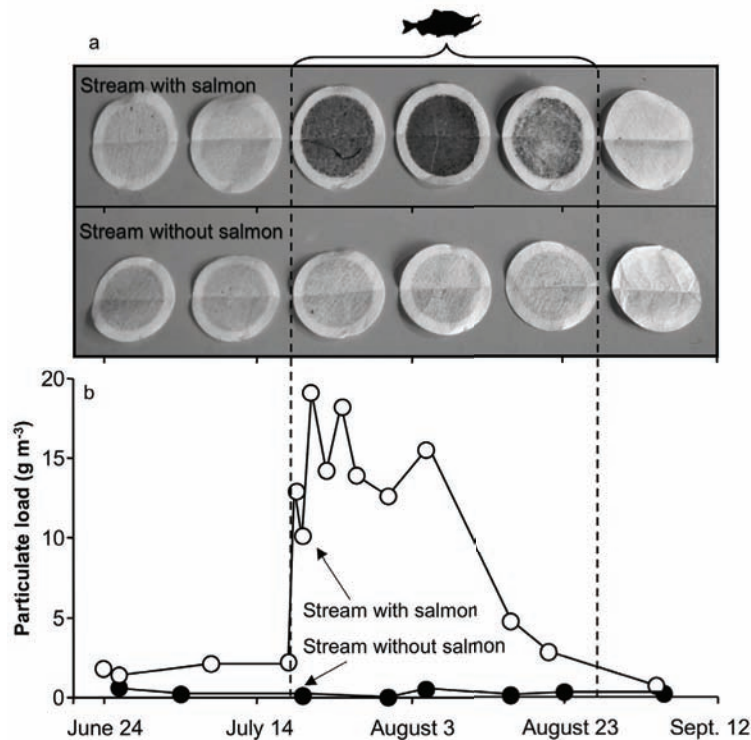 a
Stream with salmon
Stream without salmon
b
20
15
10
5
0
Particulate load (g m⁻³)
Stream with salmon
Stream without salmon
June 24
July 14
August 3
August 23
Sept. 12